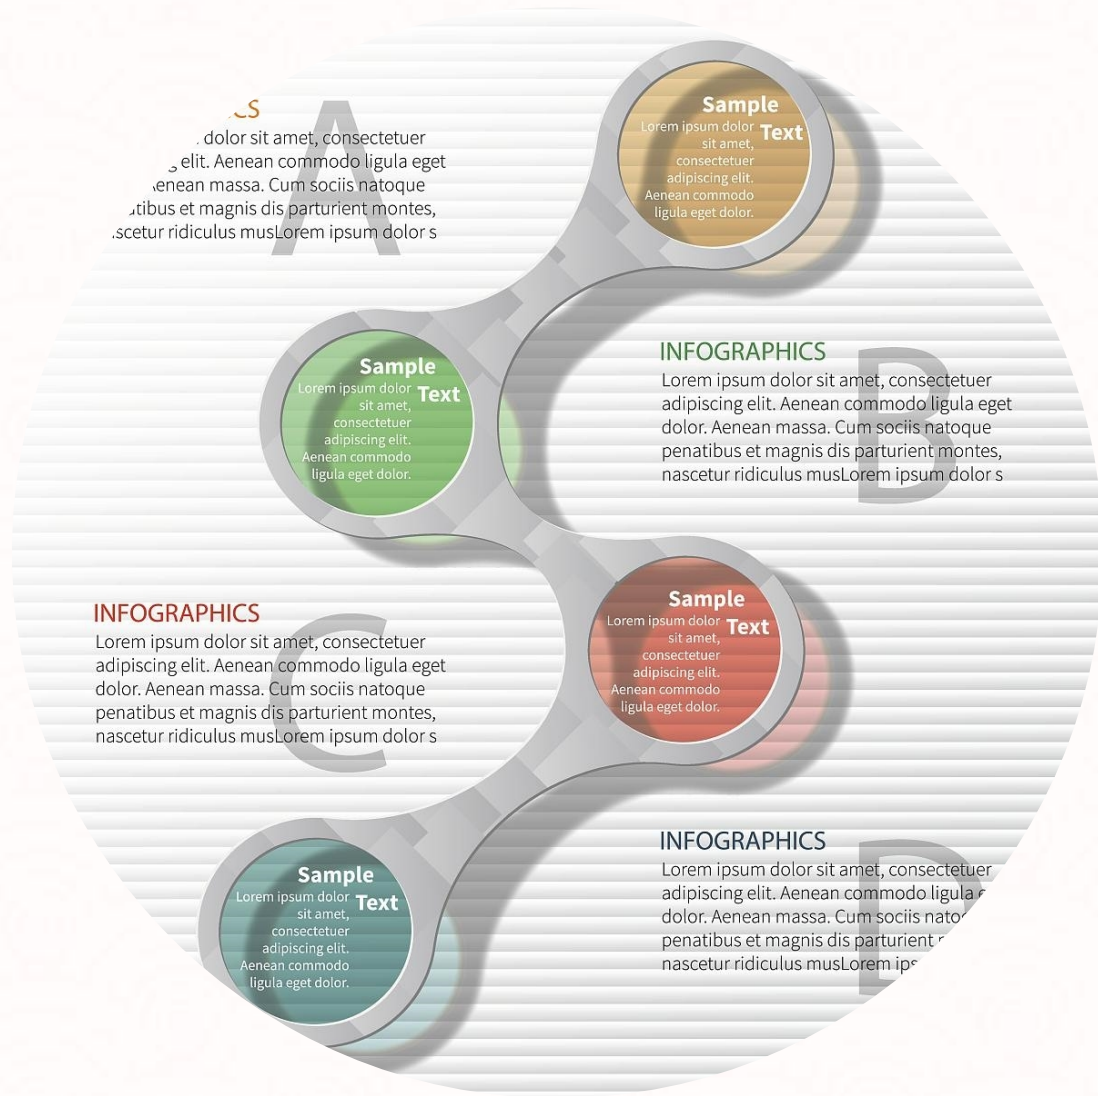 A
dolor sit amet, consectetuer
elit. Aenean commodo ligula eget
massa. Cum sociis natoque
et magnis dis parturient montes,
ridiculus musLorem ipsum dolor s
Sample
Text
Lorem ipsum dolor
sit amet,
consectetuer
adipiscing elit.
Aenean commodo
ligula eget dolor.
Sample
Text
Lorem ipsum dolor
sit amet,
consectetuer
adipiscing elit.
Aenean commodo
ligula eget dolor.
B
INFOGRAPHICS
Lorem ipsum dolor sit amet, consectetuer
adipiscing elit. Aenean commodo ligula eget
dolor. Aenean massa. Cum sociis natoque
penatibus et magnis dis parturient montes,
nascetur ridiculus musLorem ipsum dolor s
C
INFOGRAPHICS
Lorem ipsum dolor sit amet, consectetuer
adipiscing elit. Aenean commodo ligula eget
dolor. Aenean massa. Cum sociis natoque
penatibus et magnis dis parturient montes,
nascetur ridiculus musLorem ipsum dolor s
Sample
Text
Lorem ipsum dolor
sit amet,
consectetuer
adipiscing elit.
Aenean commodo
ligula eget dolor.
Sample
Text
Lorem ipsum dolor
sit amet,
consectetuer
adipiscing elit.
Aenean commodo
ligula eget dolor.
D
INFOGRAPHICS
Lorem ipsum dolor sit amet, consectetuer
adipiscing elit. Aenean commodo ligula
dolor. Aenean massa. Cum sociis
penatibus et magnis dis parturient
nascetur ridiculus musLorem